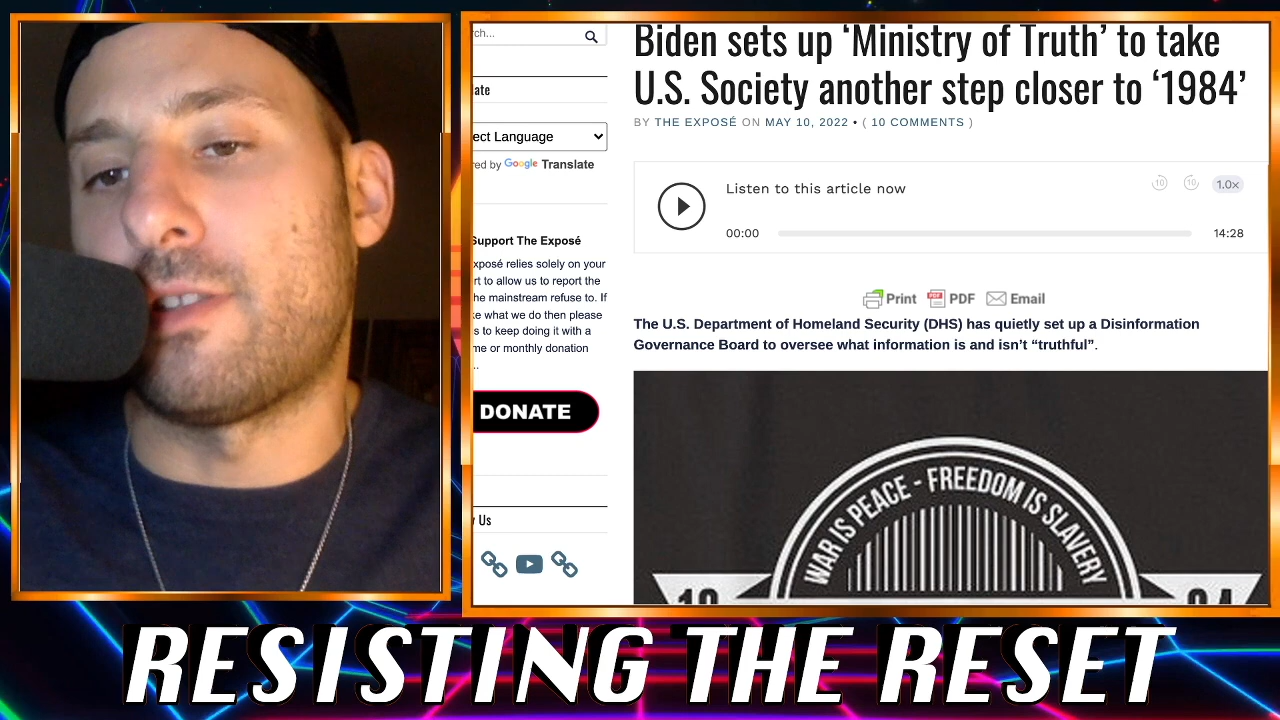 Biden sets up ‘Ministry of Truth’ to take
U.S. Society another step closer to ‘1984’
BY THE EXPOSÉ ON MAY 10, 2022 • ( 10 COMMENTS )
Listen to this article now
10
10
1.0x
00:00
14:28
Print
PDF
Email
The U.S. Department of Homeland Security (DHS) has quietly set up a Disinformation
Governance Board to oversee what information is and isn’t “truthful”.
WAR IS PEACE - FREEDOM IS SLAVERY
ch...
ate
ect Language
ed by Google Translate
Support The Exposé
xposé relies solely on your
rt to allow us to report the
he mainstream refuse to. If
e what we do then please
s to keep doing it with a
me or monthly donation
..
DONATE
Us
RESISTING THE RESET